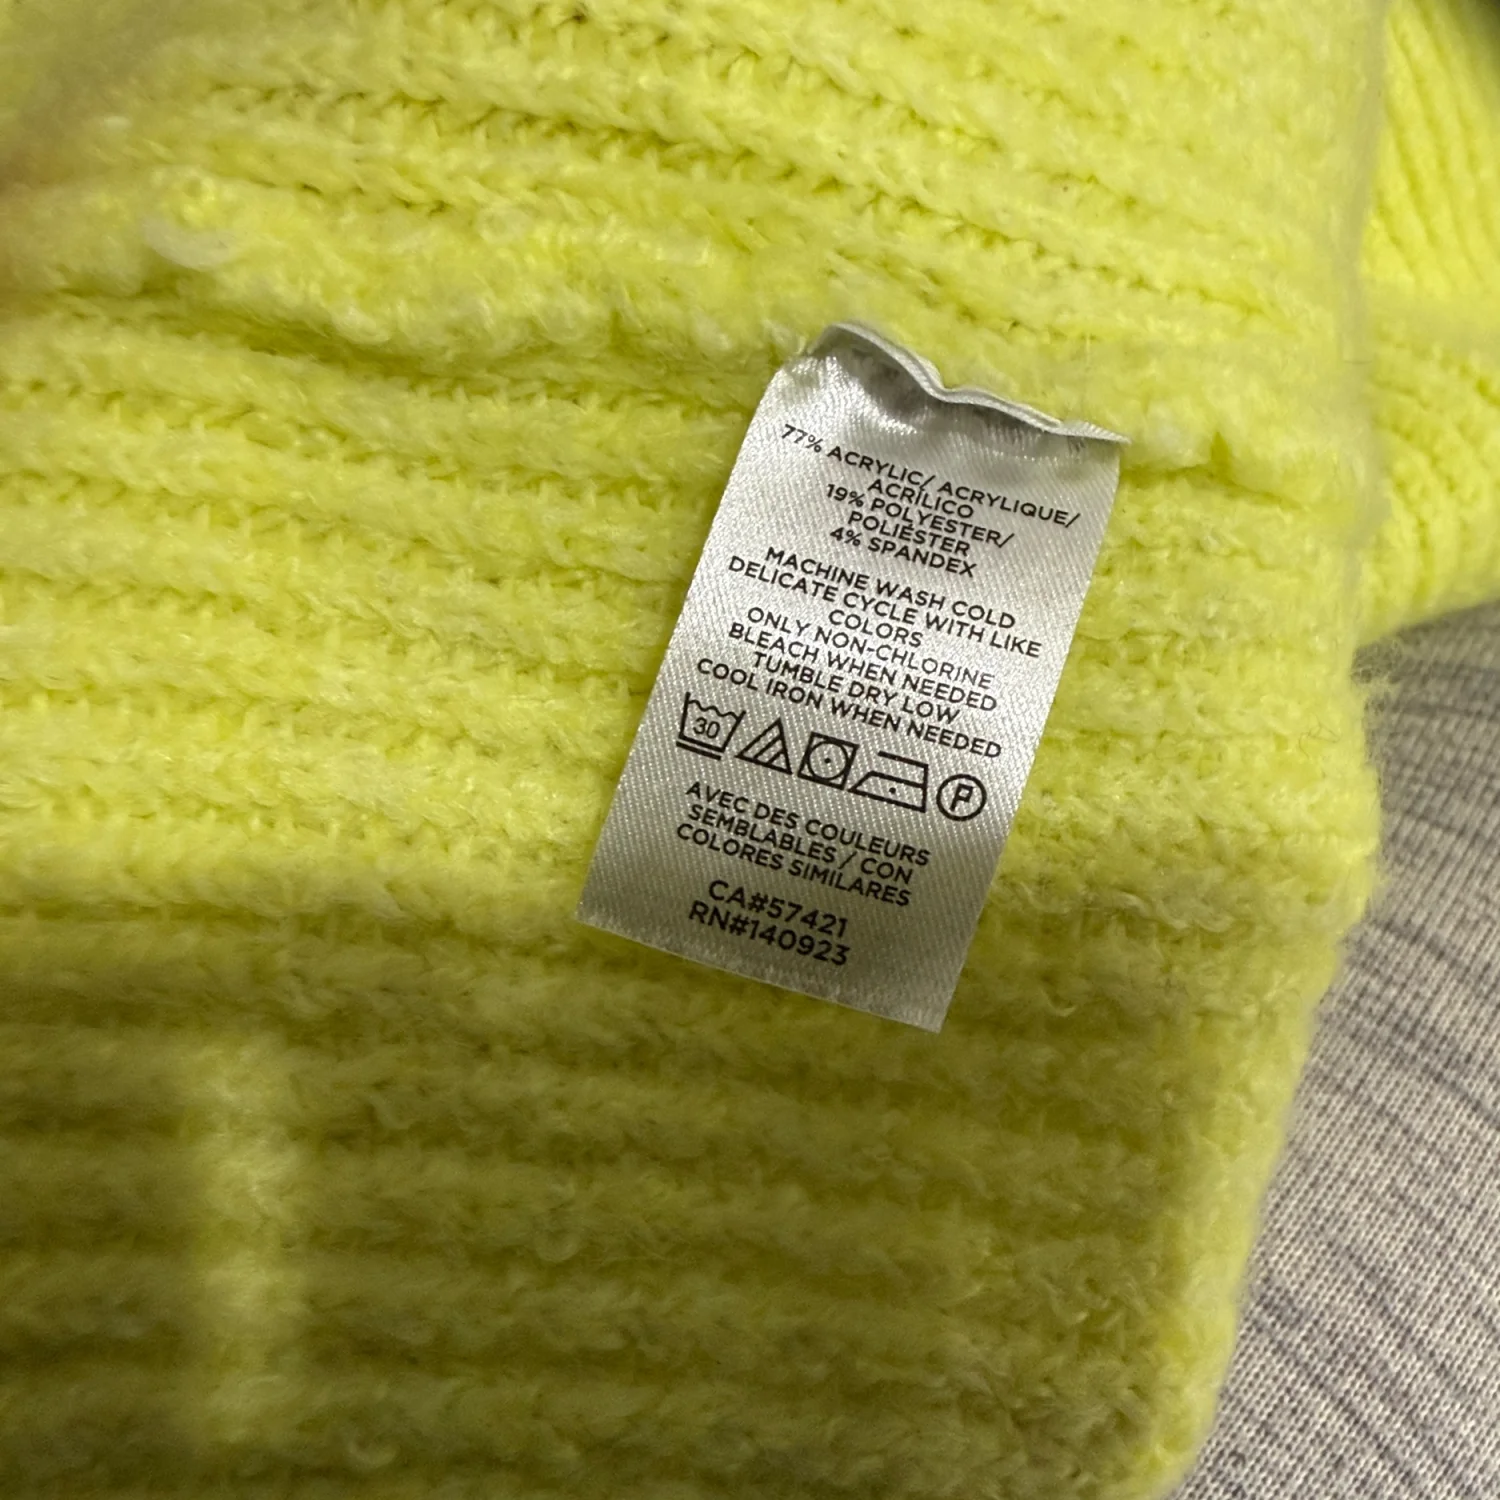 77% ACRYLIC/ ACRYLIQUE/
ACRÍLICO
19% POLYESTER/
POLIÉSTER
4% SPANDEX
MACHINE WASH COLD
DELICATE CYCLE WITH LIKE
COLORS
ONLY NON-CHLORINE
BLEACH WHEN NEEDED
TUMBLE DRY LOW
COOL IRON WHEN NEEDED
30 P
AVEC DES COULEURS
SEMBLABLES / CON
COLORES SIMILARES
CA#57421
RN#140923